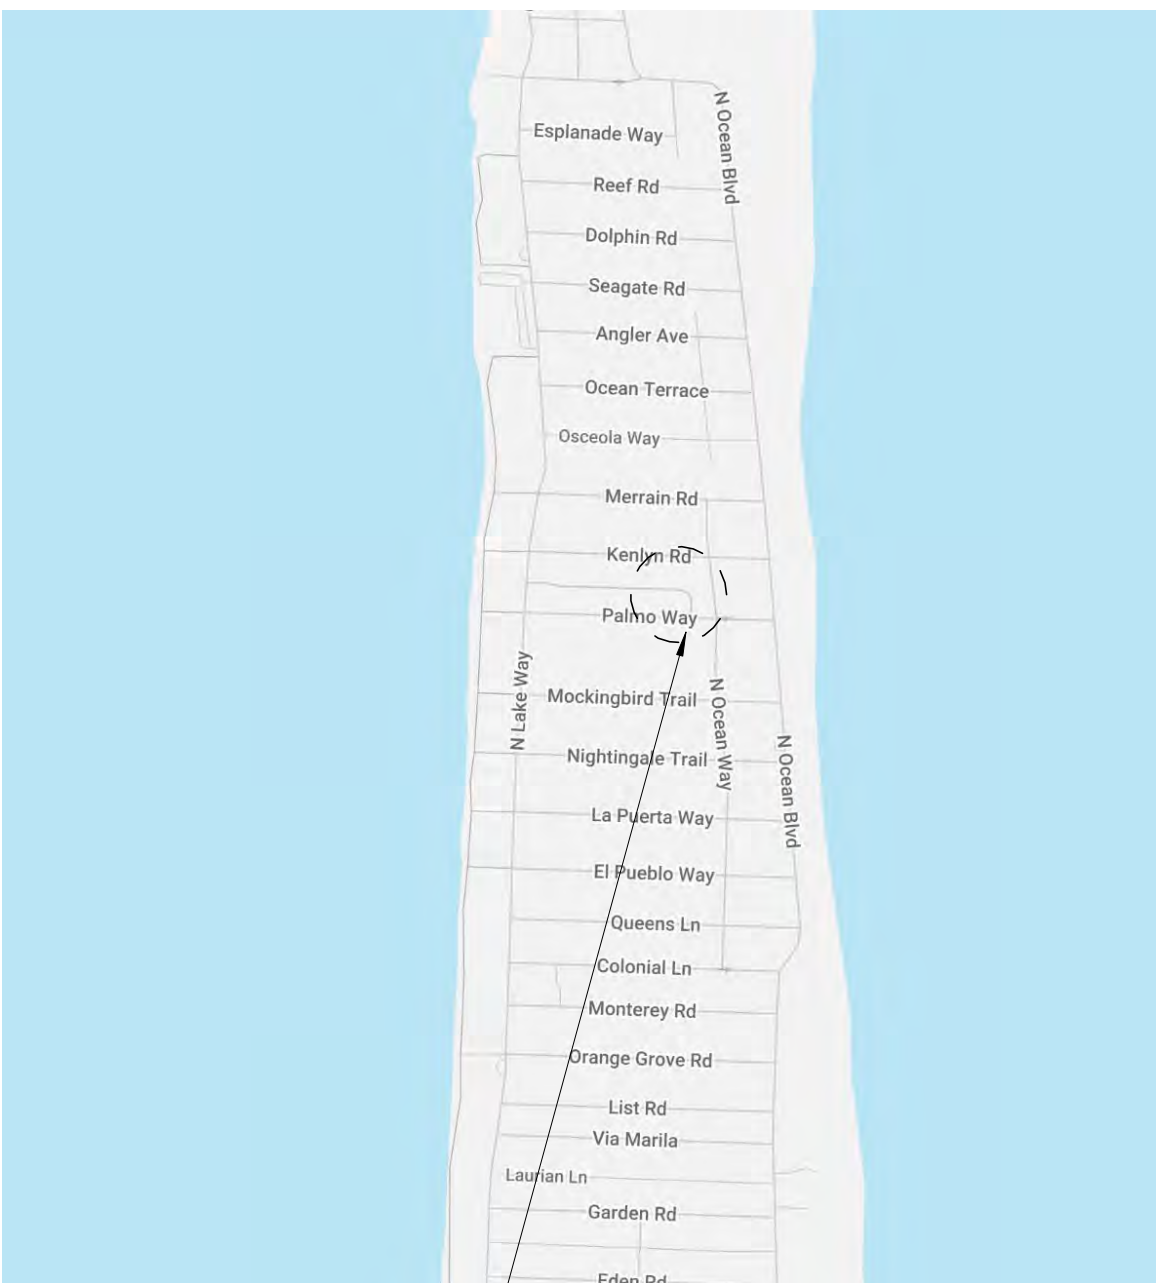 N Ocean Blvd
Esplanade Way
Reef Rd
Dolphin Rd
Seagate Rd
Angler Ave
Ocean Terrace
Osceola Way
Merrain Rd
Kenlyn Rd
Palmo Way
N Lake Way
Mockingbird Trail
N Ocean Way
N Ocean Blvd
Nightingale Trail
La Puerta Way
El Pueblo Way
Queens Ln
Colonial Ln
Monterey Rd
Orange Grove Rd
List Rd
Via Marila
Laurian Ln
Garden Rd
Eden Rd